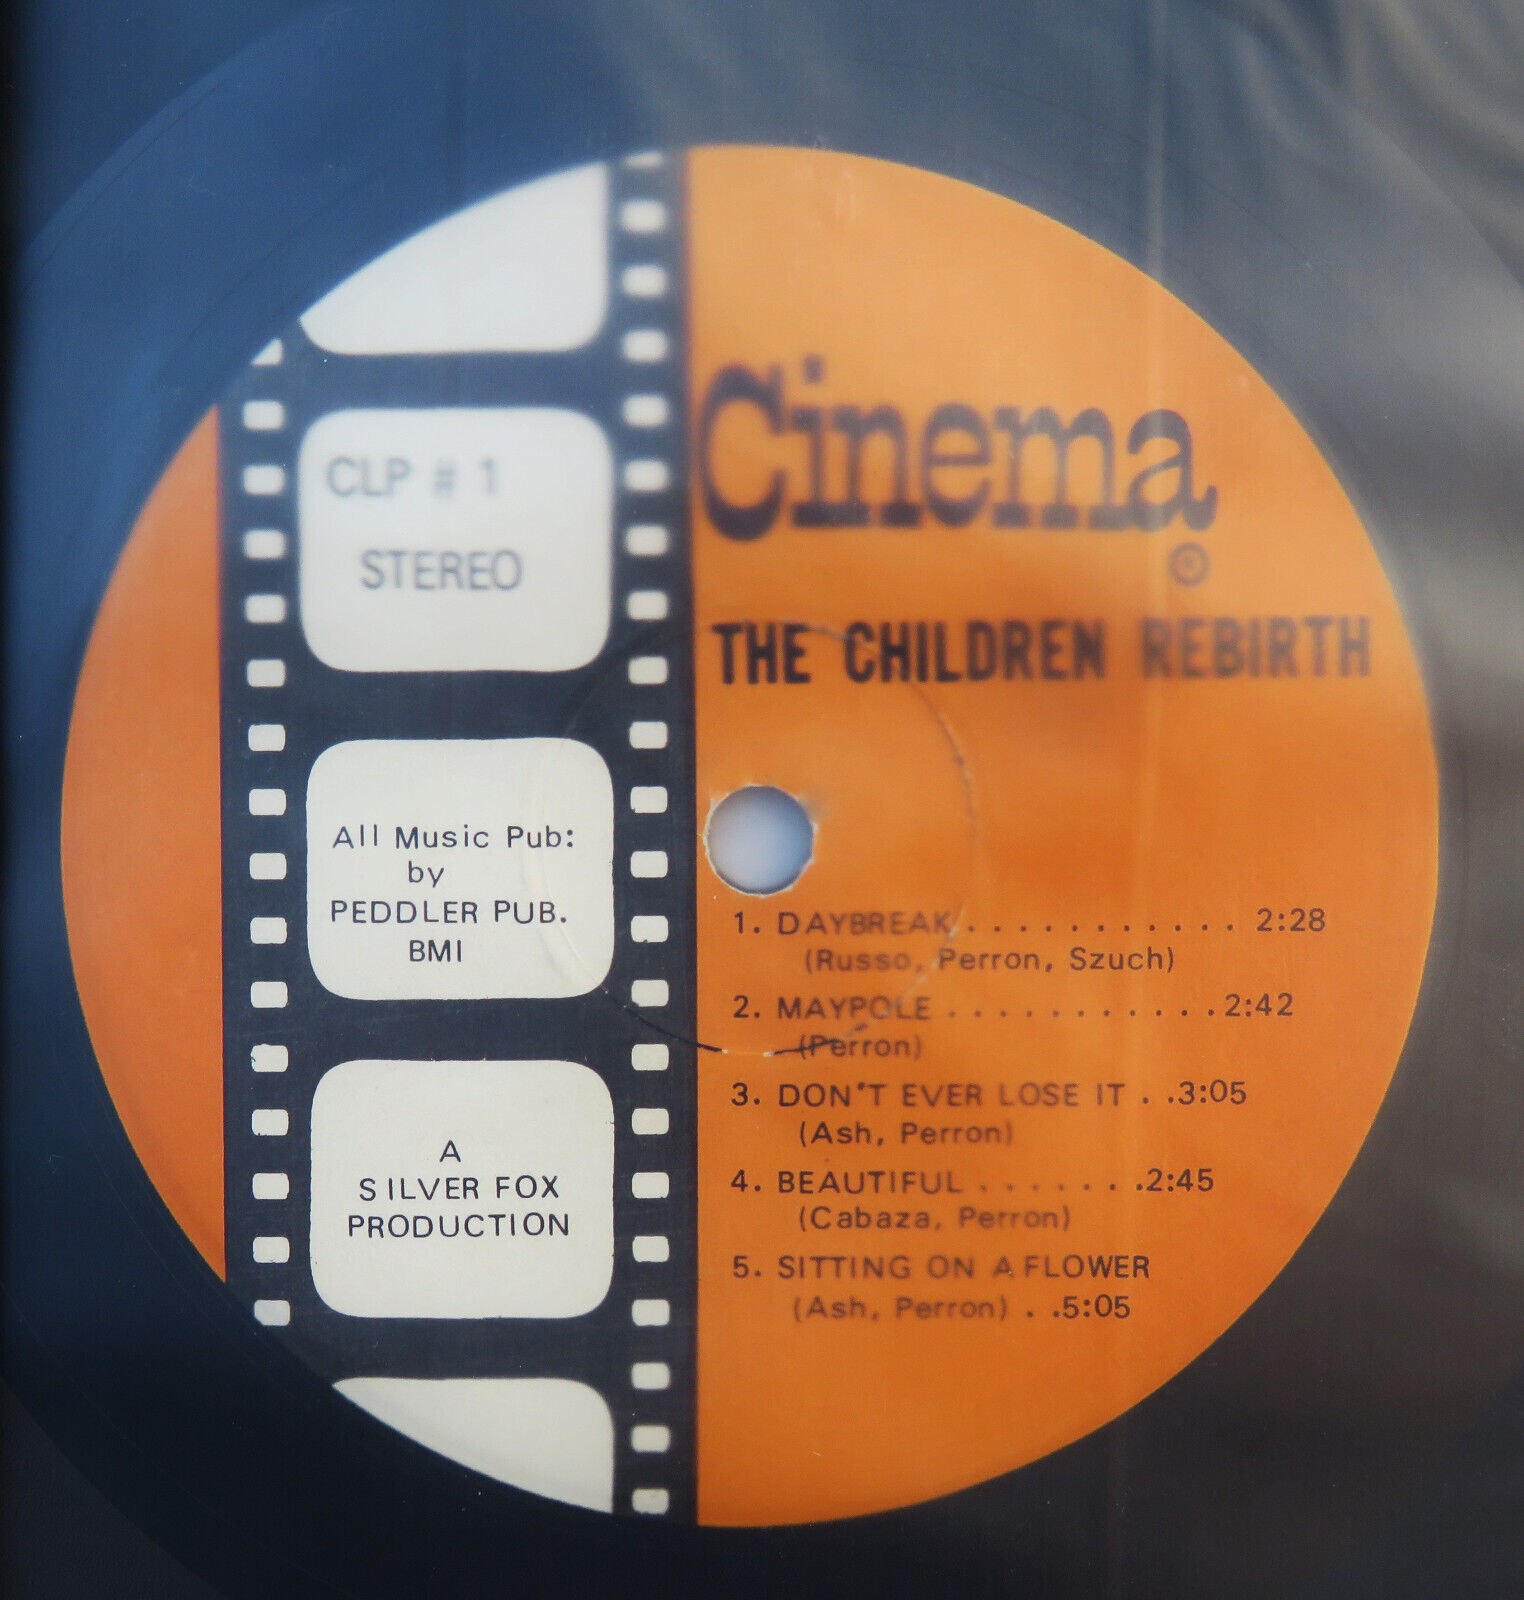 CLP # 1
STEREO
Cinema
®
THE CHILDREN REBIRTH
All Music Pub:
by
PEDDLER PUB.
BMI
A
SILVER FOX
PRODUCTION
1. DAYBREAK............ 2:28
(Russo, Perron, Szuch)
2. MAYPOLE............2:42
(Perron)
3. DON'T EVER LOSE IT . .3:05
(Ash, Perron)
4. BEAUTIFUL.......2:45
(Cabaza, Perron)
5. SITTING ON A FLOWER
(Ash, Perron) . .5:05